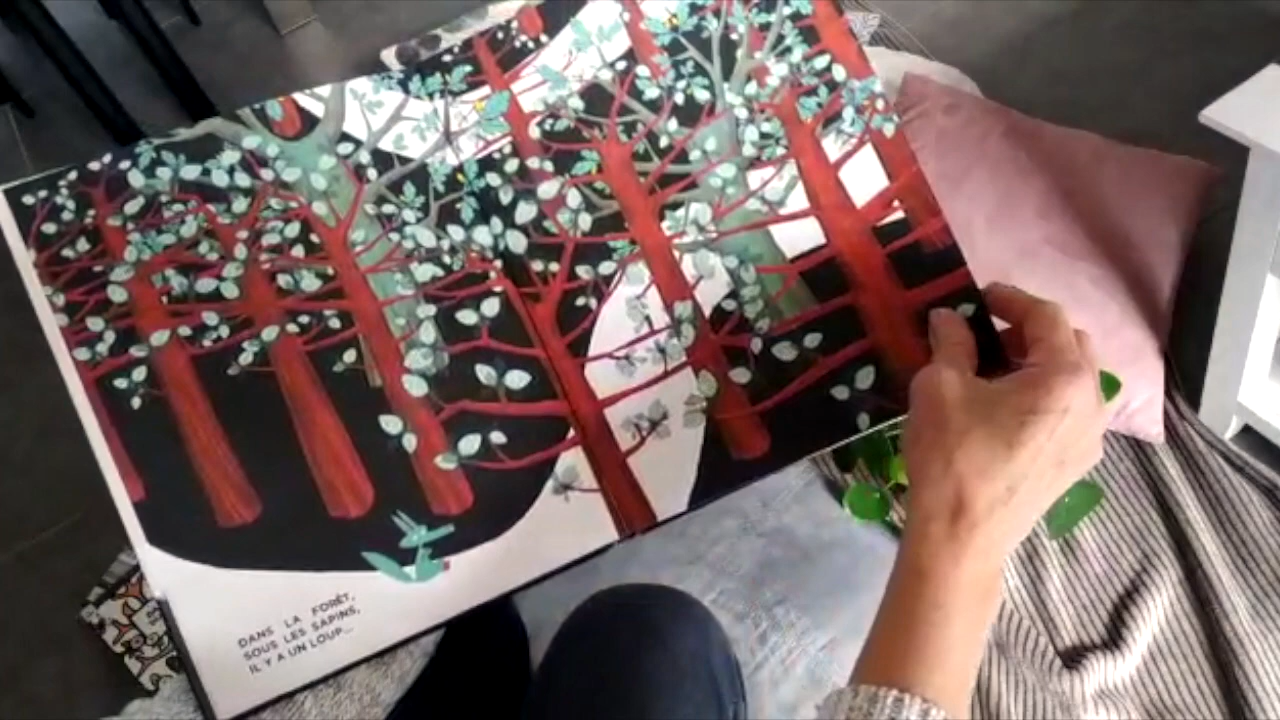 DANS LA FORÊT,
SOUS LES SAPINS,
IL Y A UN LOUP...